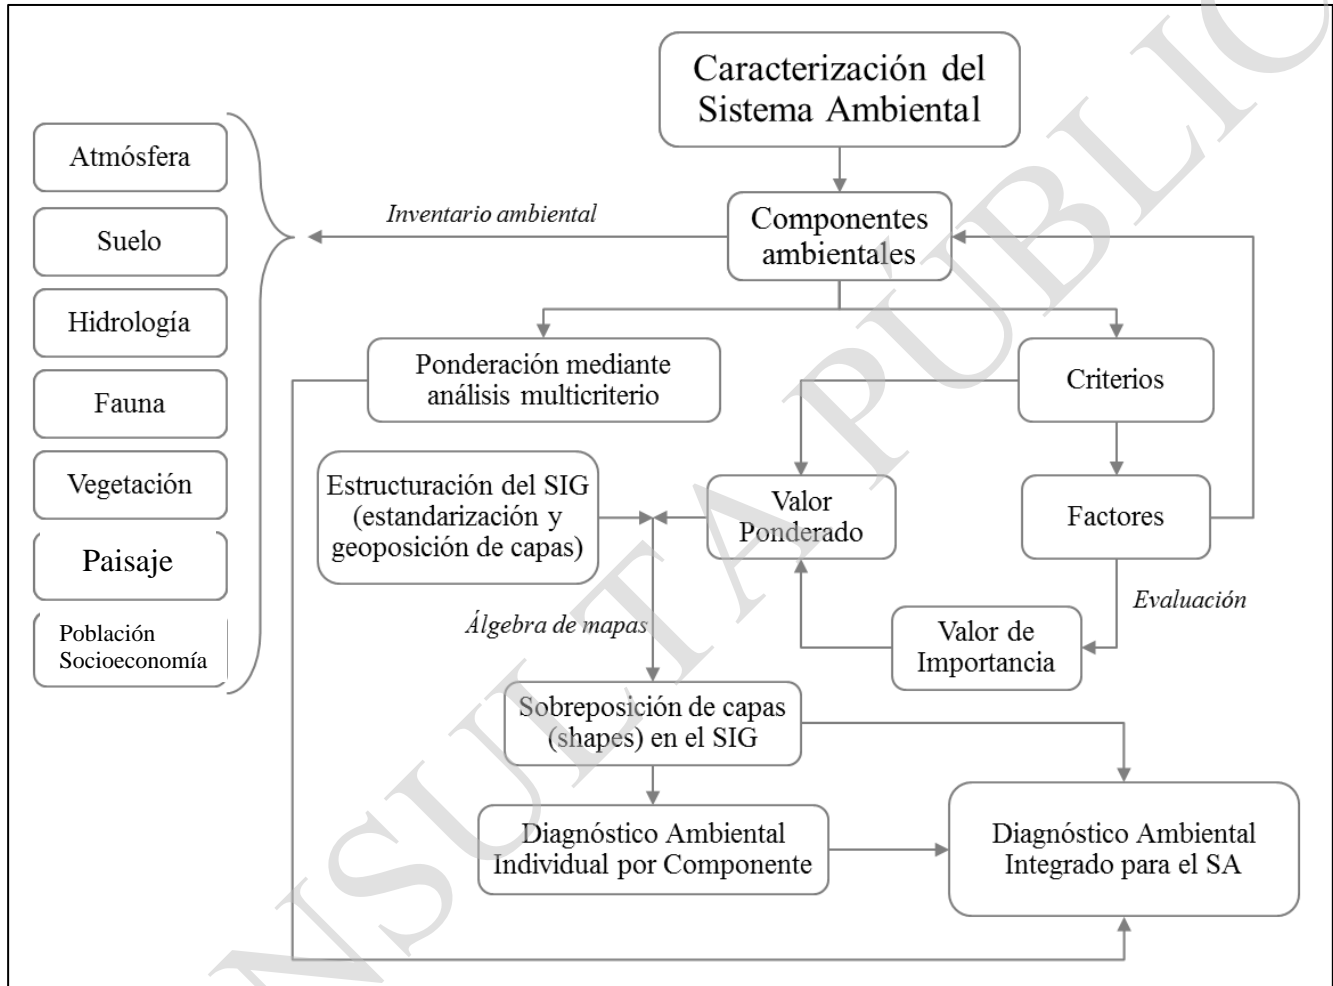 Caracterización del
Sistema Ambiental
Atmósfera
Suelo
Hidrología
Fauna
Vegetación
Paisaje
Población
Socioeconomía
Inventario ambiental
Componentes
ambientales
Ponderación mediante
análisis multicriterio
Criterios
Estructuración del SIG
(estandarización y
geoposición de capas)
Valor
Ponderado
Factores
Evaluación
Álgebra de mapas
Valor de
Importancia
Sobreposición de capas
(shapes) en el SIG
Diagnóstico Ambiental
Individual por Componente
Diagnóstico Ambiental
Integrado para el SA
NSULTA PÚBLIC